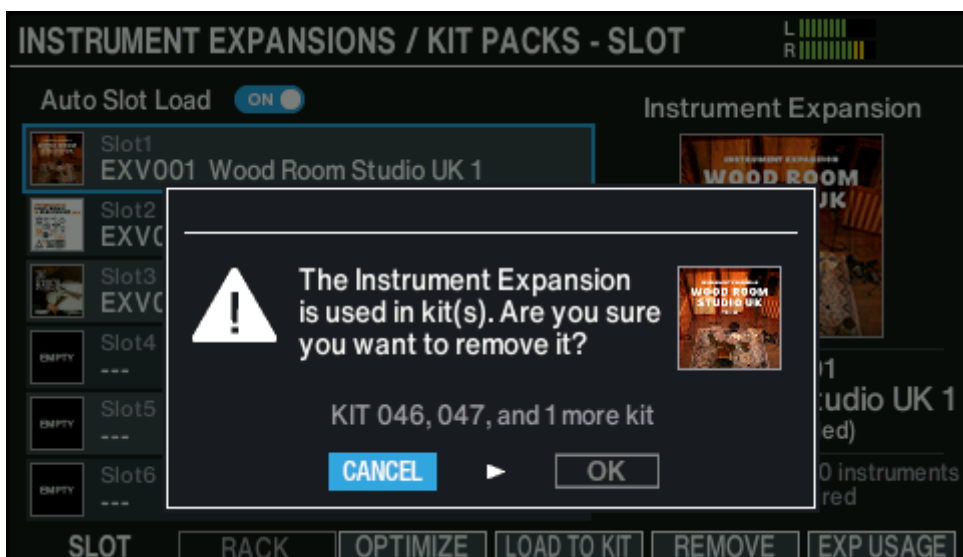 INSTRUMENT EXPANSIONS / KIT PACKS - SLOT
L
R
Auto Slot Load ON
Instrument Expansion
Slot1
EXV001 Wood Room Studio UK 1
WOOD ROOM
UK
Slot2
Slot3
The Instrument Expansion
is used in kit(s). Are you sure
you want to remove it?
WOOD ROOM
STUDIO UK
KIT 046, 047, and 1 more kit
CANCEL ► OK
EMPTY
Slot4
---
EMPTY
Slot5
---
EMPTY
Slot6
---
1
udio UK 1
ed)
0 instruments
red
SLOT RACK OPTIMIZE LOAD TO KIT REMOVE EXP USAGE